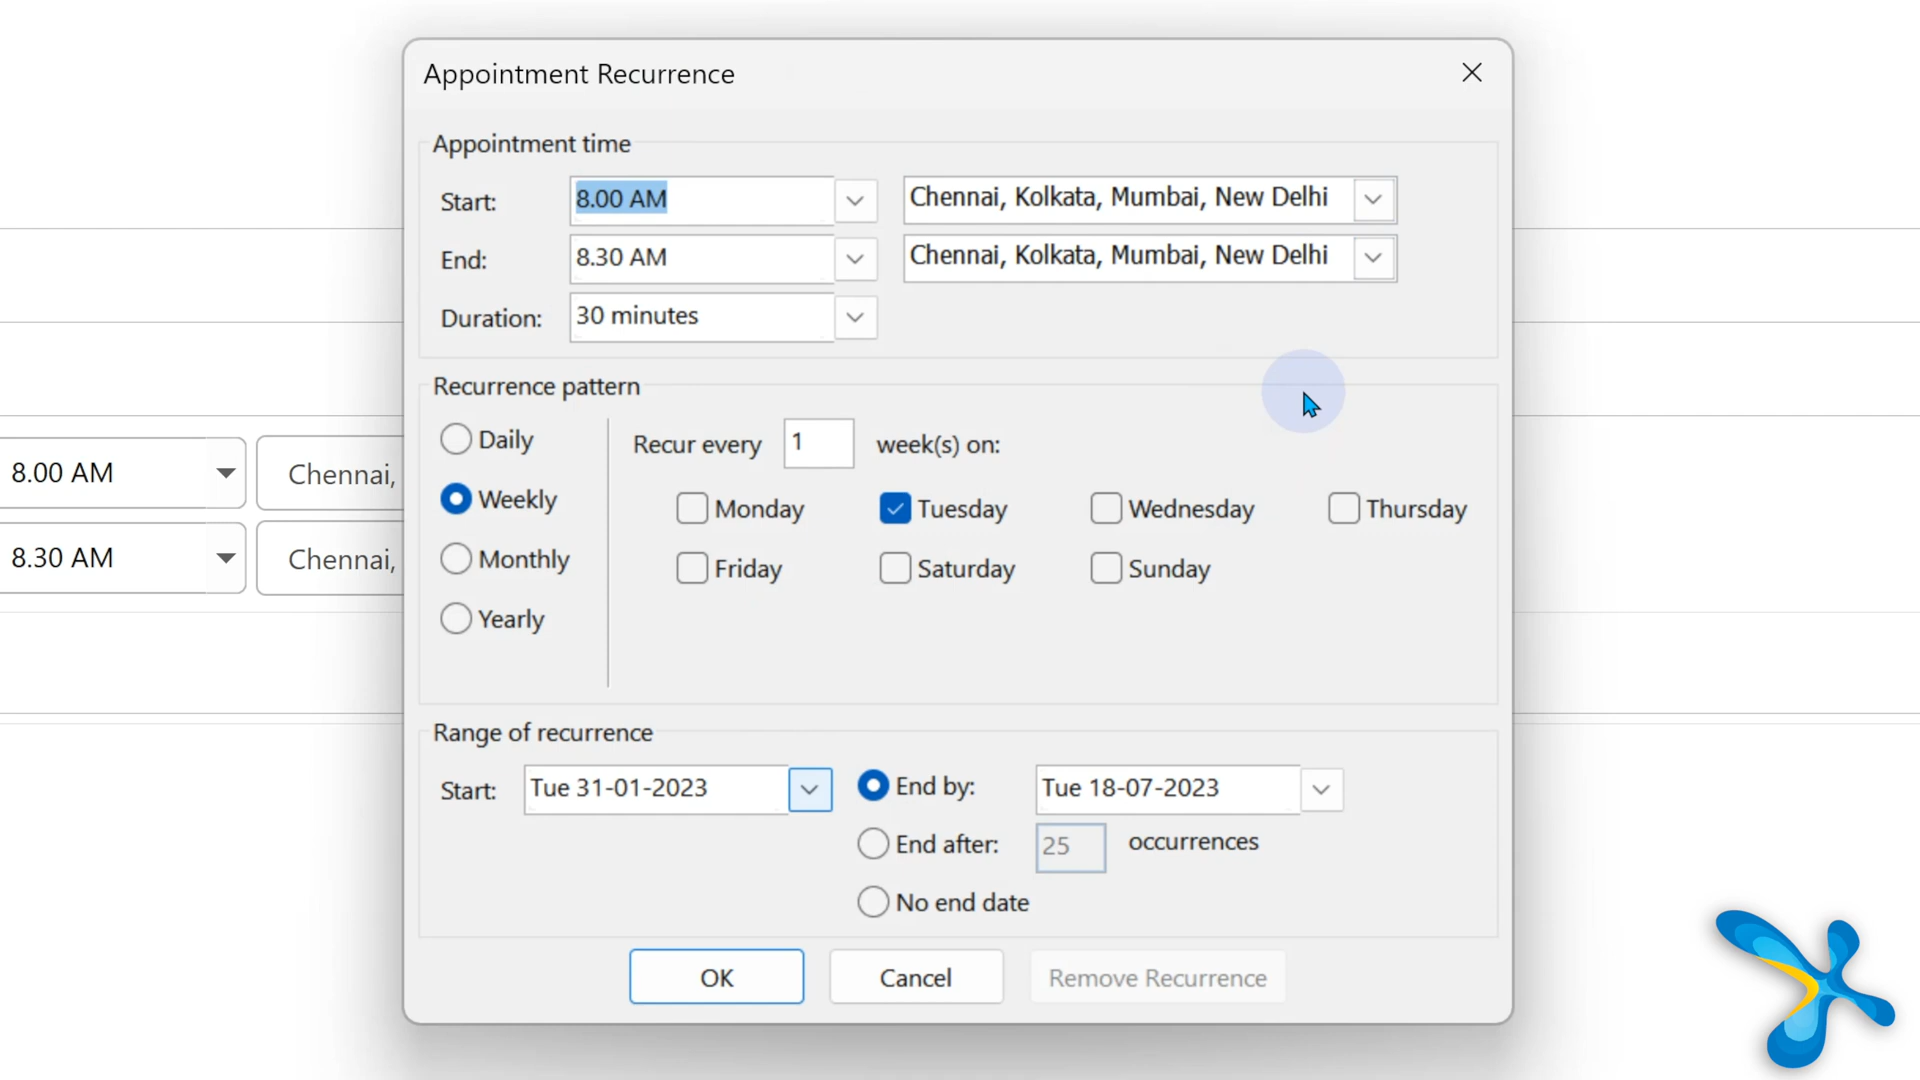 Appointment Recurrence
Appointment time
Start: 8.00 AM Chennai, Kolkata, Mumbai, New Delhi
End: 8.30 AM Chennai, Kolkata, Mumbai, New Delhi
Duration: 30 minutes
Recurrence pattern
Daily Recur every 1 week(s) on:
8.00 AM Chennai,
Weekly Monday Tuesday Wednesday Thursday
8.30 AM Chennai,
Monthly Friday Saturday Sunday
Yearly
Range of recurrence
Start: Tue 31-01-2023 End by: Tue 18-07-2023
End after: 25 occurrences
No end date
OK Cancel Remove Recurrence